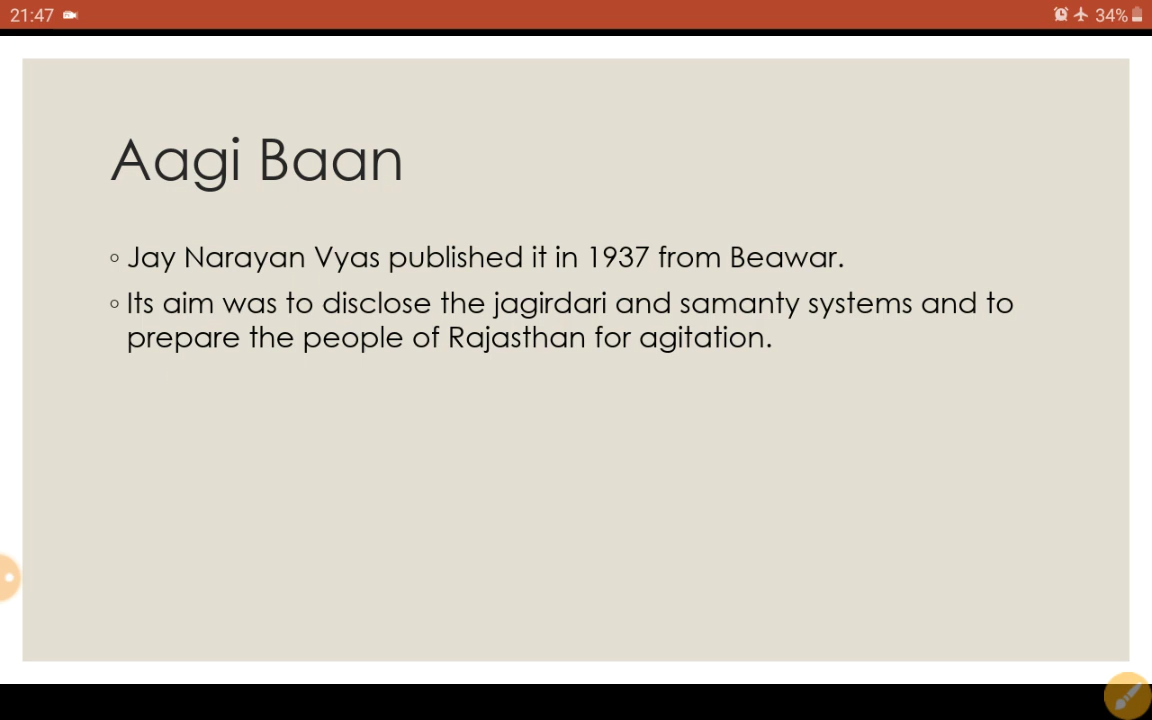 21:47 34%
Aagi Baan
◦ Jay Narayan Vyas published it in 1937 from Beawar.
◦ Its aim was to disclose the jagirdari and samanty systems and to
prepare the people of Rajasthan for agitation.